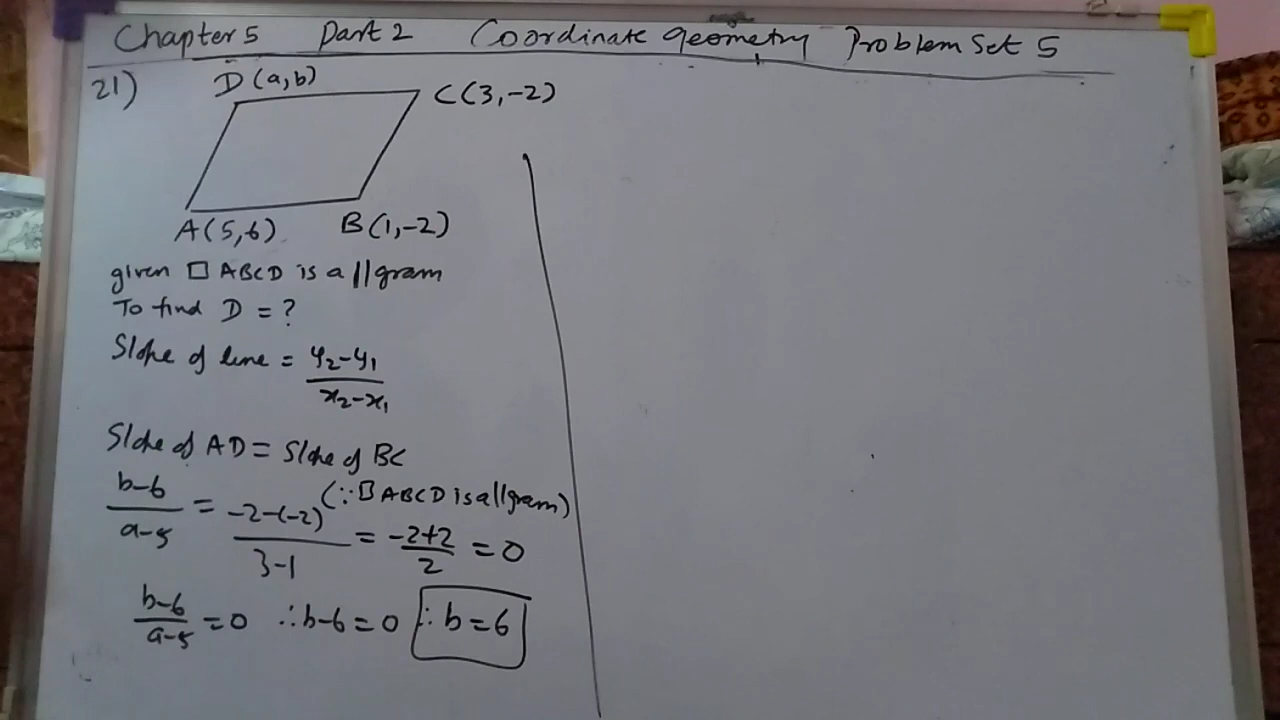 Chapter 5 Part 2 Coordinate geometry Problem Set 5
21)
D(a,b)
C(3,-2)
A(5,6)
B(1,-2)
given □ ABCD is a ||gram
To find D = ?
Slope of line = y₂-y₁
x₂-x₁
Slope of AD = Slope of BC
(∵ □ ABCD is a ||gram)
b-6/a-5 = -2-(-2)/3-1 = -2+2/2 = 0
b-6/a-5 = 0 ∴ b-6 = 0 ∴ b = 6